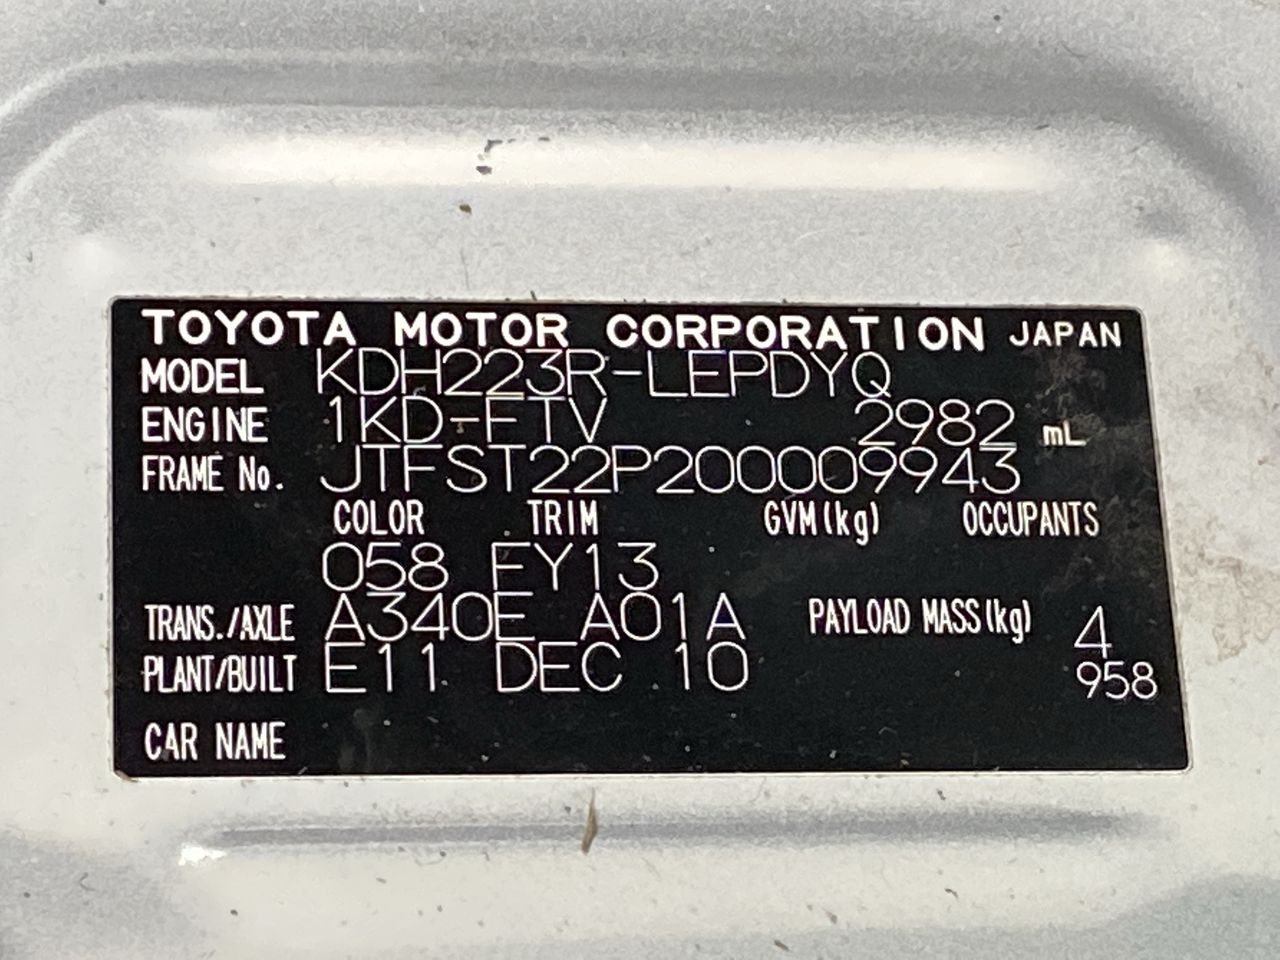 TOYOTA MOTOR CORPORATION JAPAN
MODEL KDH223R-LEPDYQ
ENGINE 1KD-FTV 2982 mL
FRAME No. JTFST22P200009943
COLOR TRIM GVM(kg) OCCUPANTS
058 FY13
TRANS./AXLE A340E A01A PAYLOAD MASS(kg) 4
PLANT/BUILT E11 DEC 10 958
CAR NAME